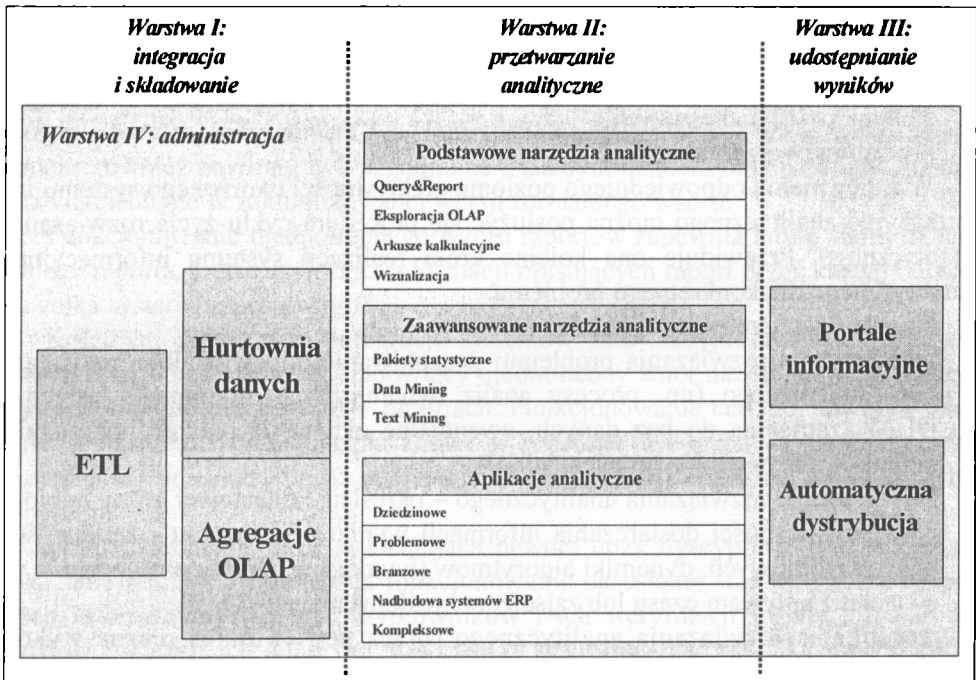 Warstwa I:
integracja
i składowanie
Warstwa II:
przetwarzanie
analityczne
Warstwa III:
udostępnianie
wyników
Warstwa IV: administracja
ETL
Hurtownia
danych
Agregacje
OLAP
Podstawowe narzędzia analityczne
Query&Report
Eksploracja OLAP
Arkusze kalkulacyjne
Wizualizacja
Zaawansowane narzędzia analityczne
Pakiety statystyczne
Data Mining
Text Mining
Aplikacje analityczne
Dziedzinowe
Problemowe
Branżowe
Nadbudowa systemów ERP
Kompleksowe
Portale
informacyjne
Automatyczna
dystrybucja